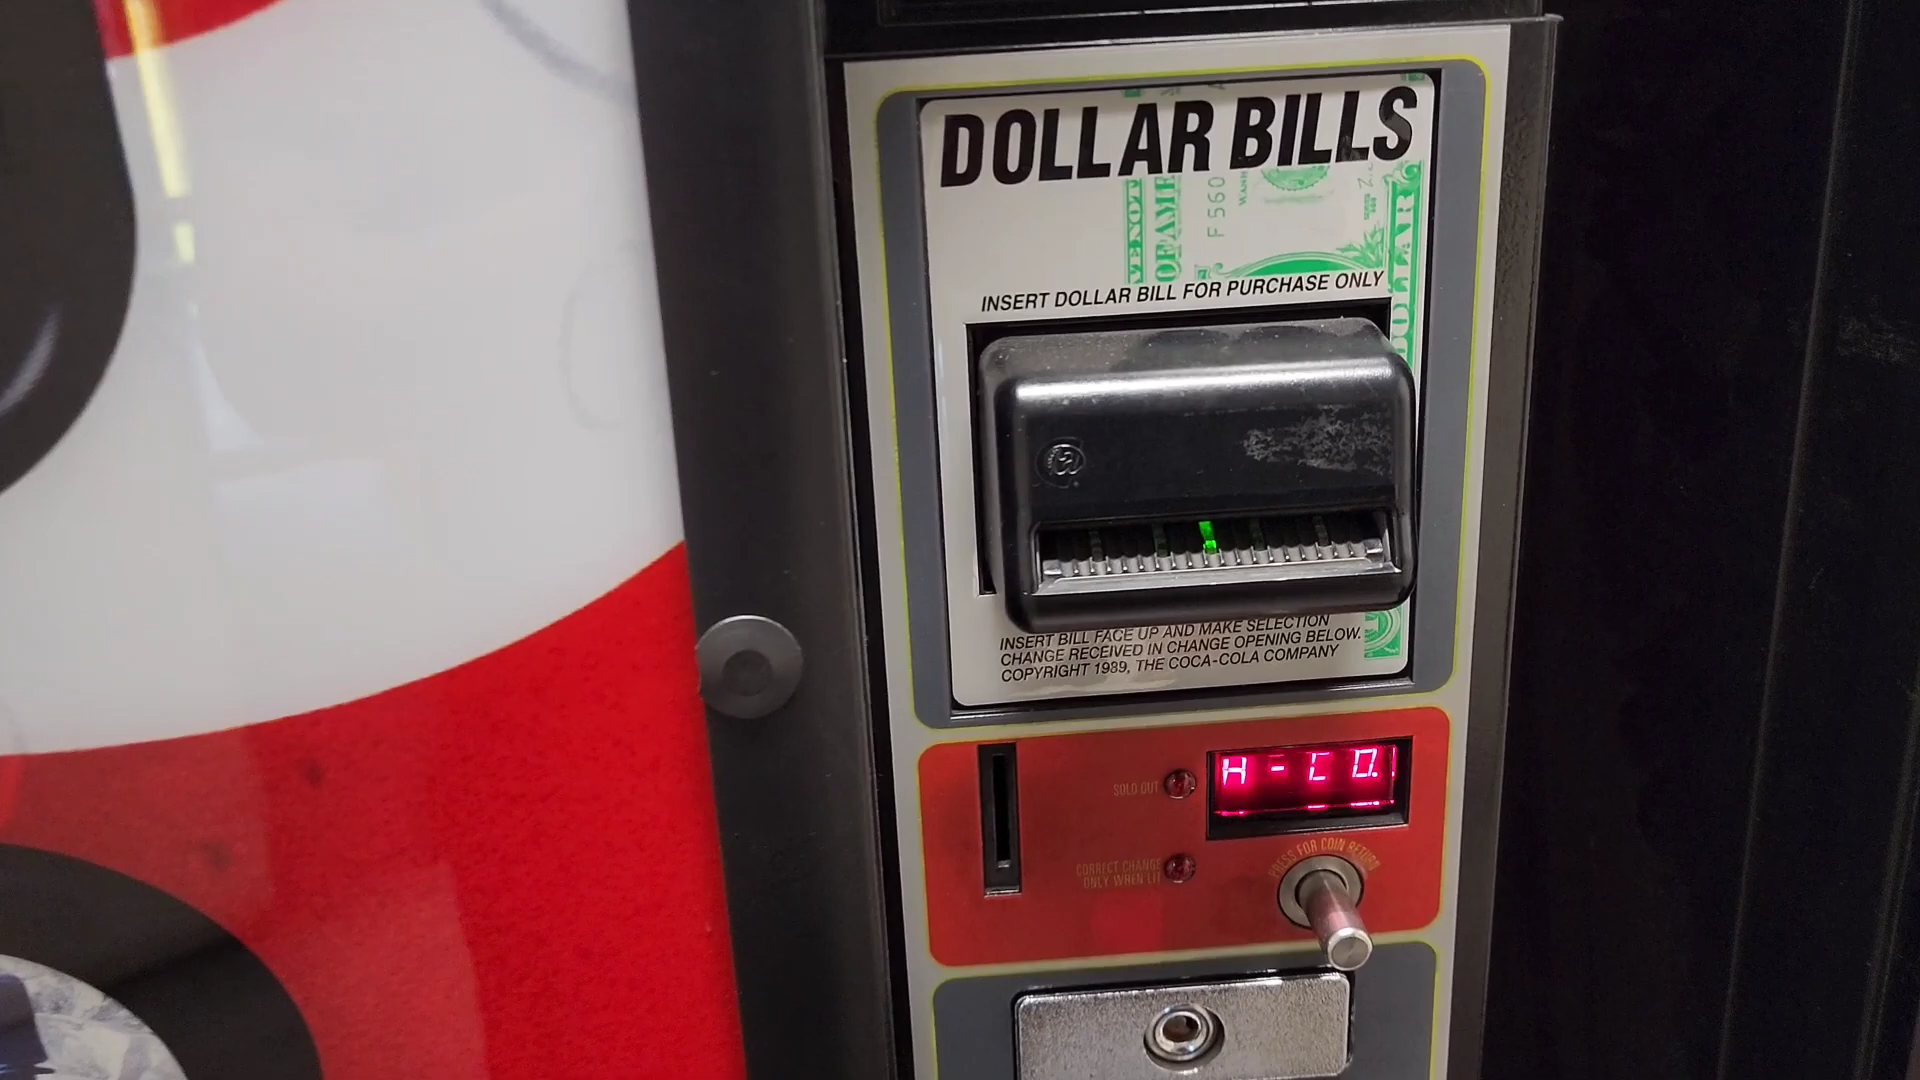 DOLLAR BILLS
F 560
DOLLAR
INSERT DOLLAR BILL FOR PURCHASE ONLY
INSERT BILL FACE UP AND MAKE SELECTION
CHANGE RECEIVED IN CHANGE OPENING BELOW.
COPYRIGHT 1989, THE COCA-COLA COMPANY
SOLD OUT
CORRECT CHANGE
ONLY WHEN LIT
PRESS FOR COIN RETURN